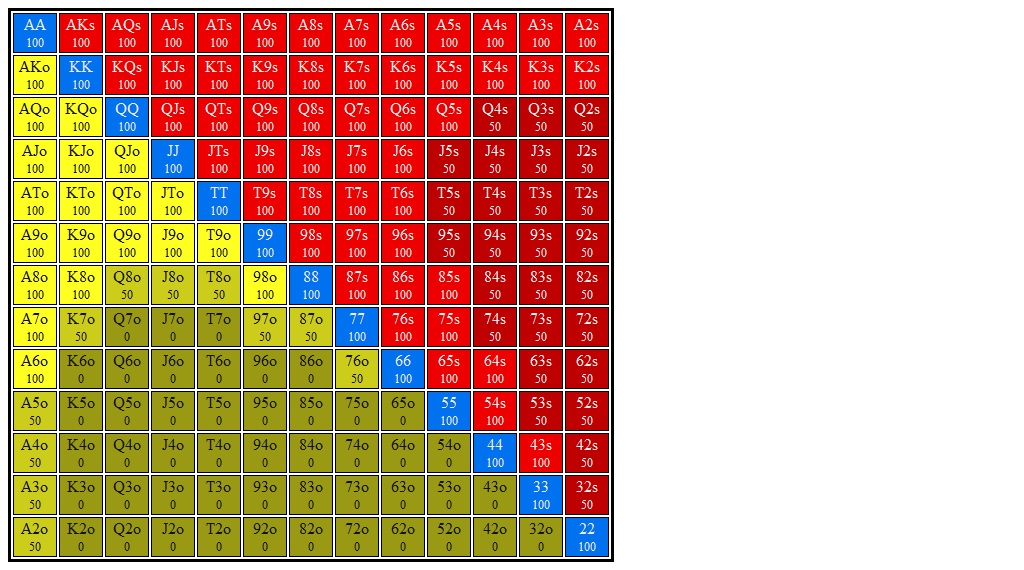 AA AKs AQs AJs ATs A9s A8s A7s A6s A5s A4s A3s A2s
100 100 100 100 100 100 100 100 100 100 100 100 100
AKo KK KQs KJs KTs K9s K8s K7s K6s K5s K4s K3s K2s
100 100 100 100 100 100 100 100 100 100 100 100 100
AQo KQo QQ QJs QTs Q9s Q8s Q7s Q6s Q5s Q4s Q3s Q2s
100 100 100 100 100 100 100 100 100 100 50 50 50
AJo KJo QJo JJ JTs J9s J8s J7s J6s J5s J4s J3s J2s
100 100 100 100 100 100 100 100 100 50 50 50 50
ATo KTo QTo JTo TT T9s T8s T7s T6s T5s T4s T3s T2s
100 100 100 100 100 100 100 100 100 50 50 50 50
A9o K9o Q9o J9o T9o 99 98s 97s 96s 95s 94s 93s 92s
100 100 100 100 100 100 100 100 100 50 50 50 50
A8o K8o Q8o J8o T8o 98o 88 87s 86s 85s 84s 83s 82s
100 100 50 50 50 100 100 100 100 100 50 50 50
A7o K7o Q7o J7o T7o 97o 87o 77 76s 75s 74s 73s 72s
100 50 0 0 0 50 50 100 100 100 50 50 50
A6o K6o Q6o J6o T6o 96o 86o 76o 66 65s 64s 63s 62s
100 0 0 0 0 0 0 50 100 100 100 50 50
A5o K5o Q5o J5o T5o 95o 85o 75o 65o 55 54s 53s 52s
50 0 0 0 0 0 0 0 0 100 100 50 50
A4o K4o Q4o J4o T4o 94o 84o 74o 64o 54o 44 43s 42s
50 0 0 0 0 0 0 0 0 0 100 100 50
A3o K3o Q3o J3o T3o 93o 83o 73o 63o 53o 43o 33 32s
50 0 0 0 0 0 0 0 0 0 0 100 50
A2o K2o Q2o J2o T2o 92o 82o 72o 62o 52o 42o 32o 22
50 0 0 0 0 0 0 0 0 0 0 0 100